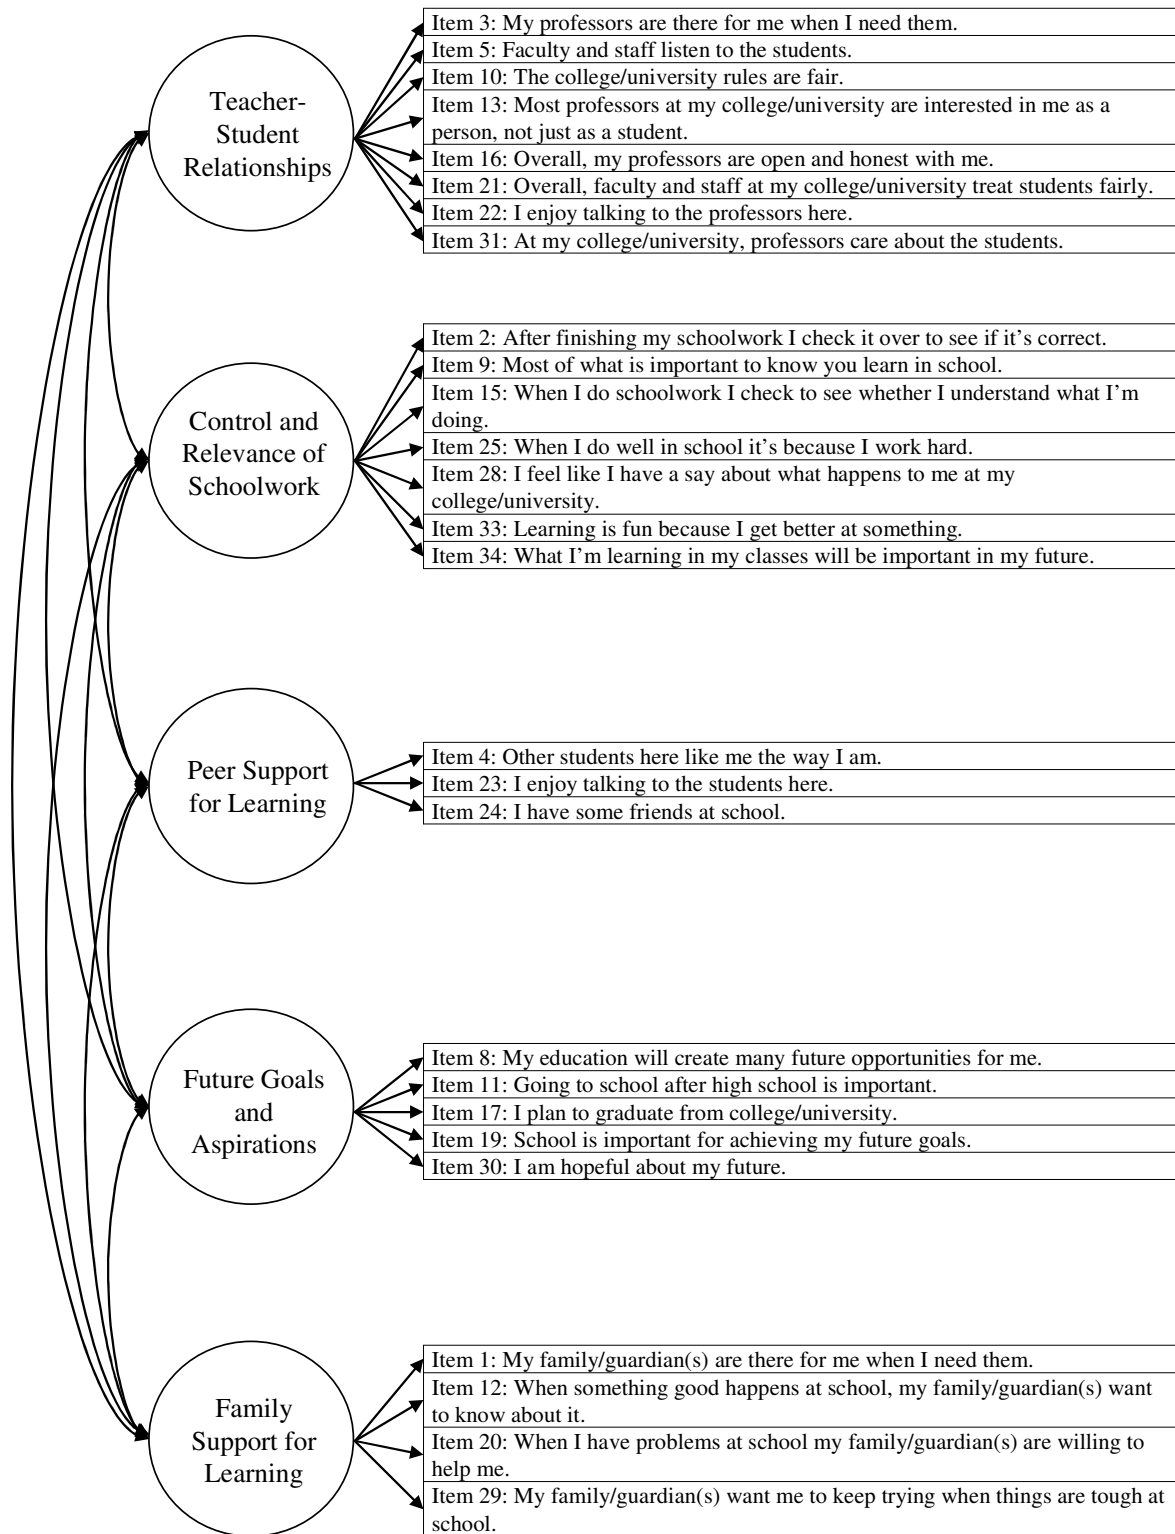 Teacher-
Student
Relationships
Item 3: My professors are there for me when I need them.
Item 5: Faculty and staff listen to the students.
Item 10: The college/university rules are fair.
Item 13: Most professors at my college/university are interested in me as a
person, not just as a student.
Item 16: Overall, my professors are open and honest with me.
Item 21: Overall, faculty and staff at my college/university treat students fairly.
Item 22: I enjoy talking to the professors here.
Item 31: At my college/university, professors care about the students.
Control and
Relevance of
Schoolwork
Item 2: After finishing my schoolwork I check it over to see if it's correct.
Item 9: Most of what is important to know you learn in school.
Item 15: When I do schoolwork I check to see whether I understand what I'm
doing.
Item 25: When I do well in school it's because I work hard.
Item 28: I feel like I have a say about what happens to me at my
college/university.
Item 33: Learning is fun because I get better at something.
Item 34: What I'm learning in my classes will be important in my future.
Peer Support
for Learning
Item 4: Other students here like me the way I am.
Item 23: I enjoy talking to the students here.
Item 24: I have some friends at school.
Future Goals
and
Aspirations
Item 8: My education will create many future opportunities for me.
Item 11: Going to school after high school is important.
Item 17: I plan to graduate from college/university.
Item 19: School is important for achieving my future goals.
Item 30: I am hopeful about my future.
Family
Support for
Learning
Item 1: My family/guardian(s) are there for me when I need them.
Item 12: When something good happens at school, my family/guardian(s) want
to know about it.
Item 20: When I have problems at school my family/guardian(s) are willing to
help me.
Item 29: My family/guardian(s) want me to keep trying when things are tough at
school.